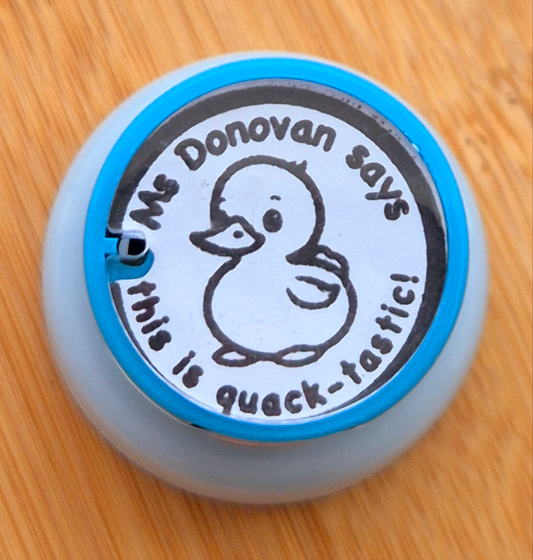 Ms Donovan says
this is quack-tastic!